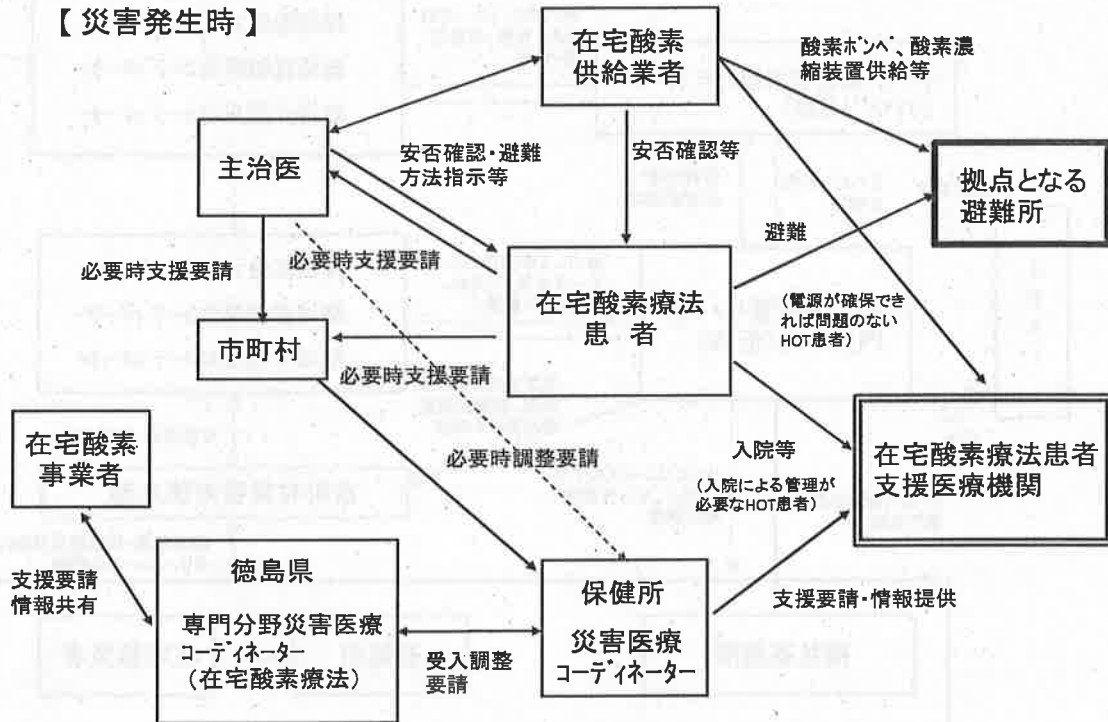 【災害発生時】
在宅酸素
供給業者
酸素ボンベ、酸素濃
縮装置供給等
主治医
安否確認・避難
方法指示等
安否確認等
拠点となる
避難所
避難
必要時支援要請
必要時支援要請
在宅酸素療法
患者
（電源が確保でき
れば問題のない
HOT患者）
市町村
必要時支援要請
在宅酸素
事業者
必要時調整要請
入院等
（入院による管理が
必要なHOT患者）
在宅酸素療法患者
支援医療機関
支援要請
情報共有
徳島県
専門分野災害医療
コーディネーター
（在宅酸素療法）
受入調整
要請
保健所
災害医療
コーディネーター
支援要請・情報提供